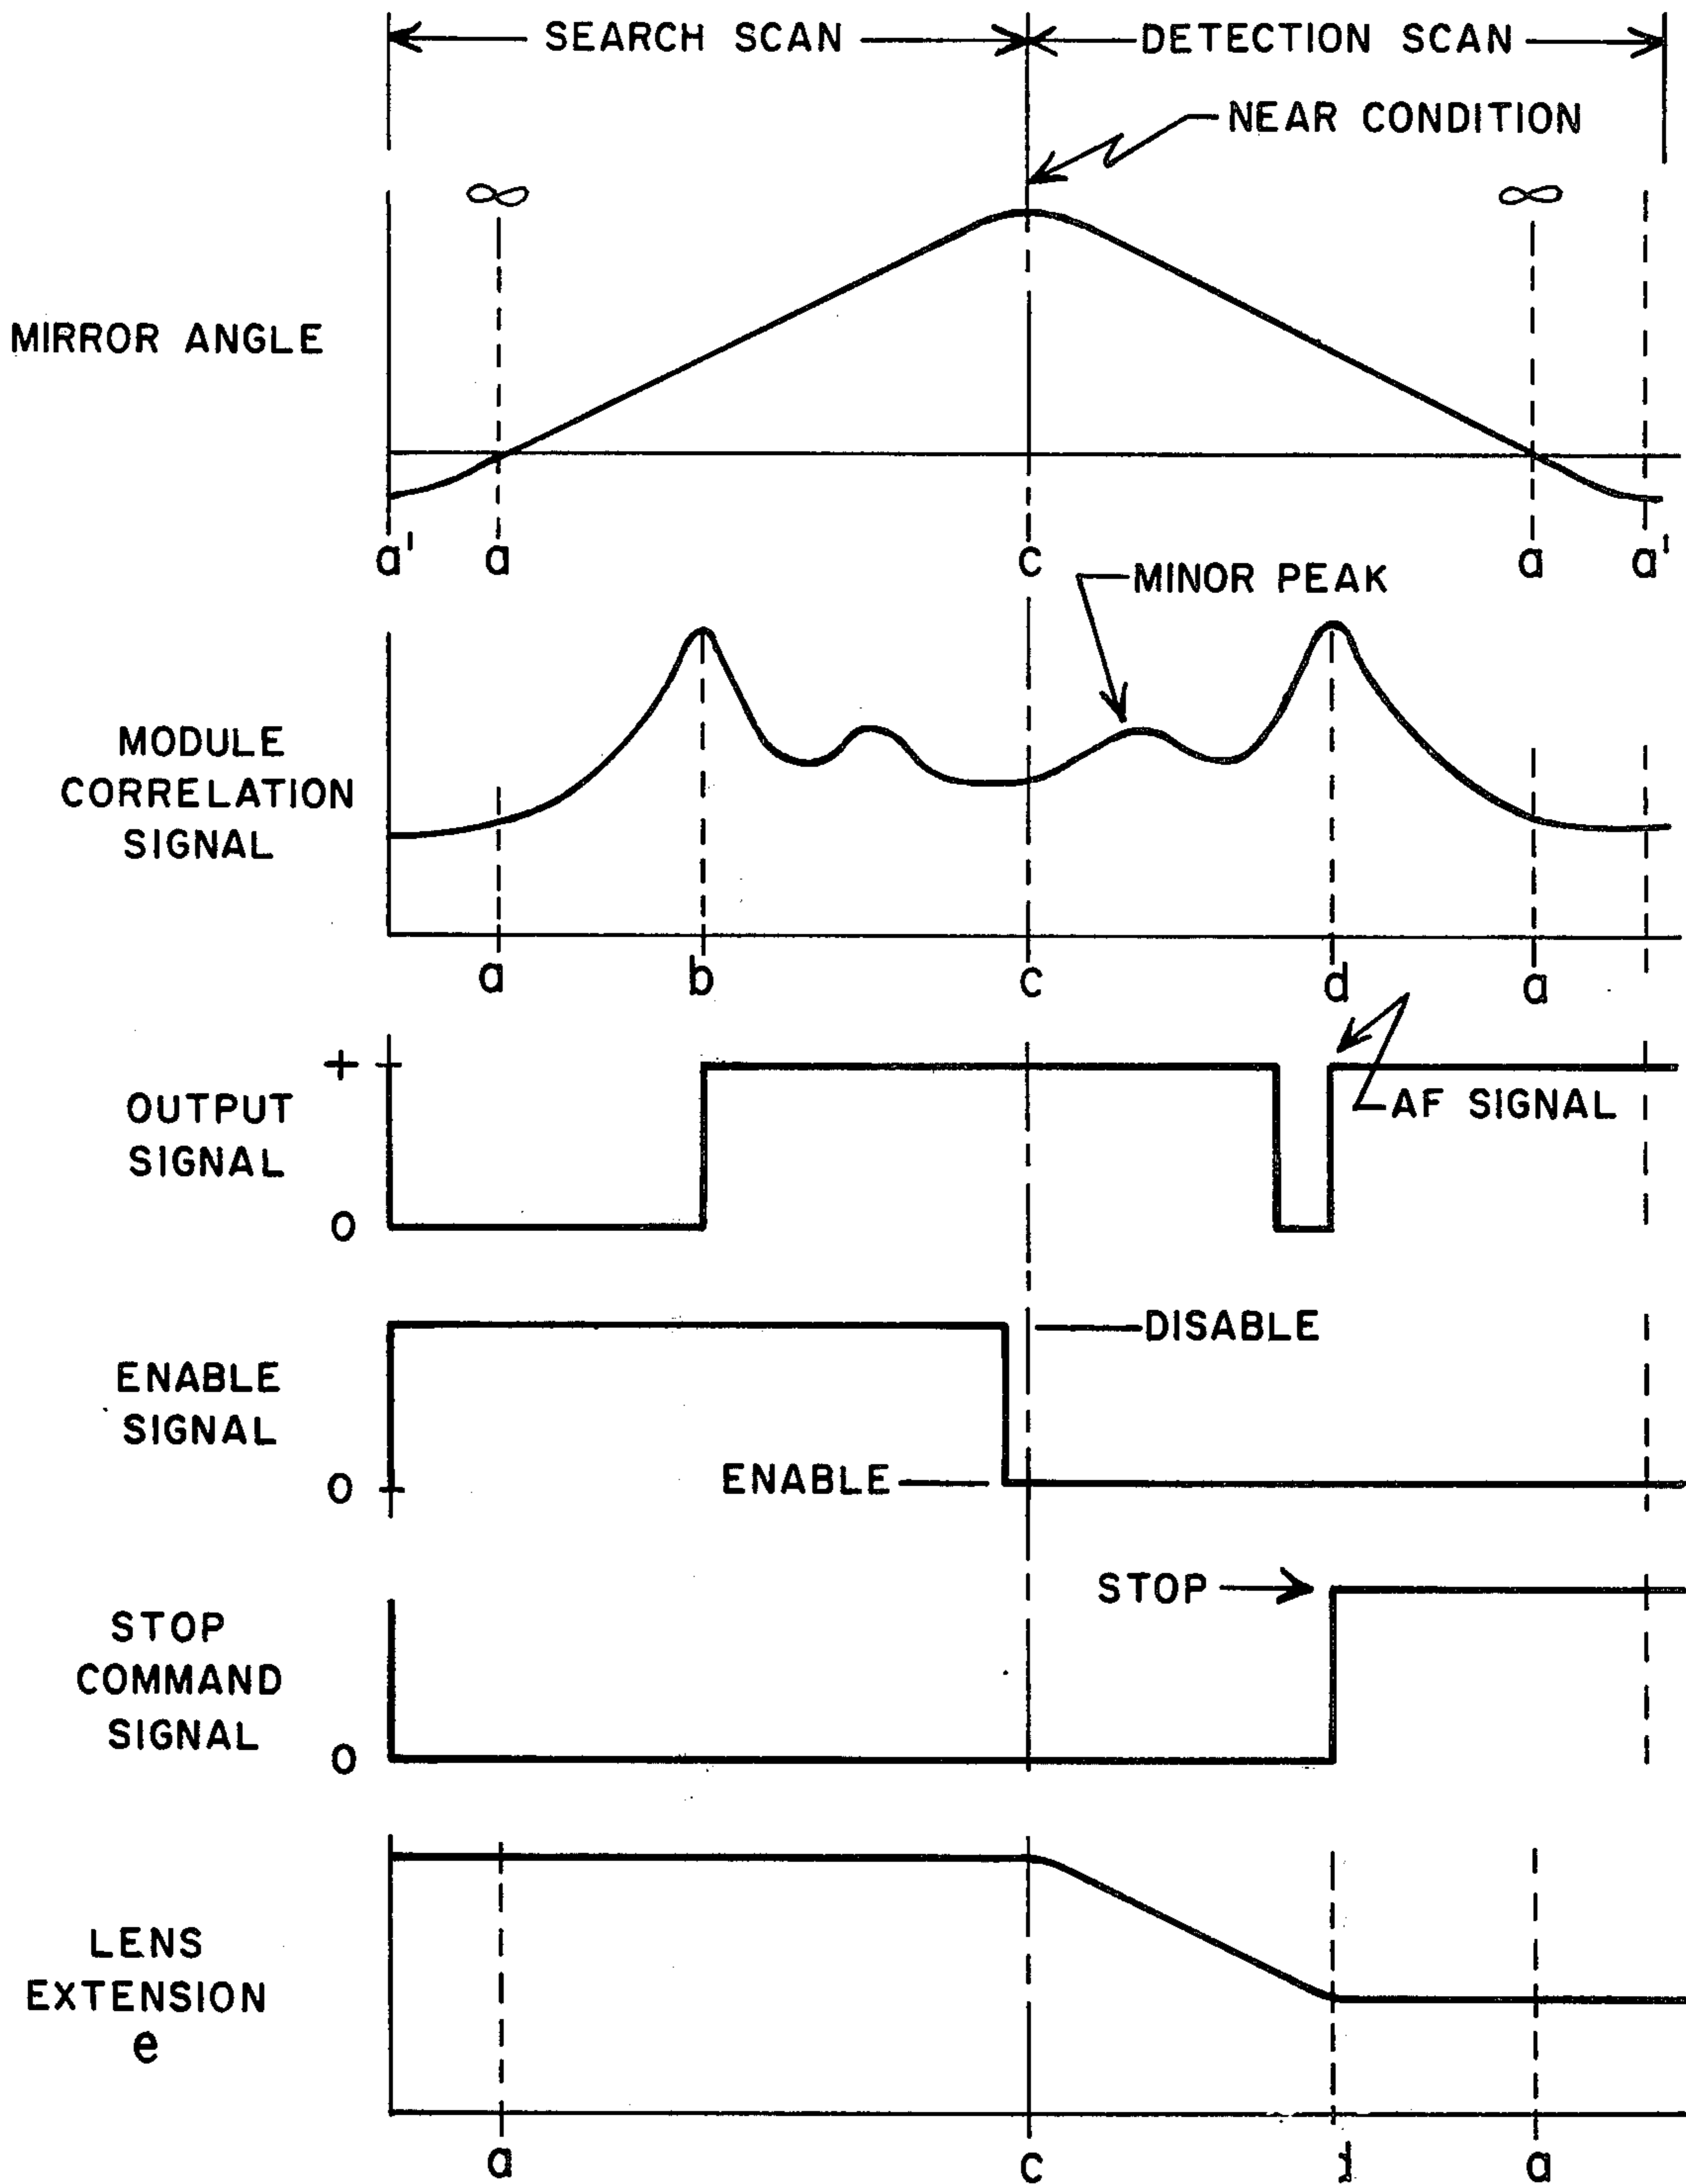 SEARCH SCAN
DETECTION SCAN
NEAR CONDITION
∞
∞
MIRROR ANGLE
a'
a
c
a
a'
MINOR PEAK
MODULE
CORRELATION
SIGNAL
a
b
c
d
a
+
OUTPUT
SIGNAL
AF SIGNAL
0
DISABLE
ENABLE
SIGNAL
ENABLE
0
STOP
STOP
COMMAND
SIGNAL
0
LENS
EXTENSION
e
a
c
a